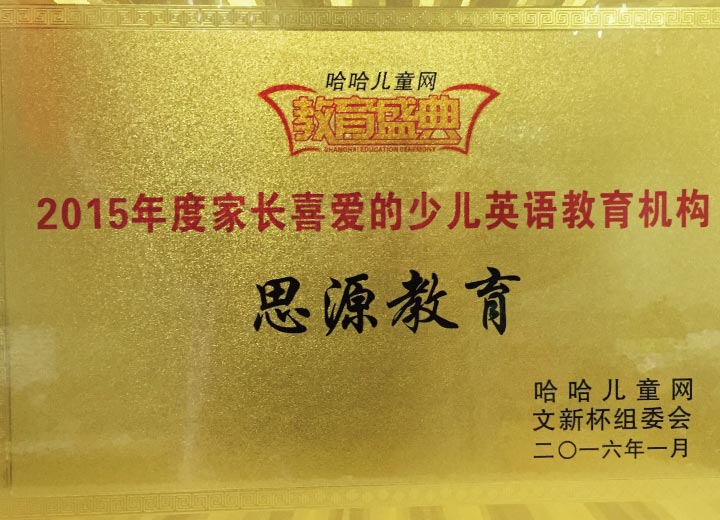 哈哈儿童网
教育盛典
SHANGHAI EDUCATION CEREMONY
2015年度家长喜爱的少儿英语教育机构
思源教育
哈哈儿童网
文新杯组委会
二〇一六年一月